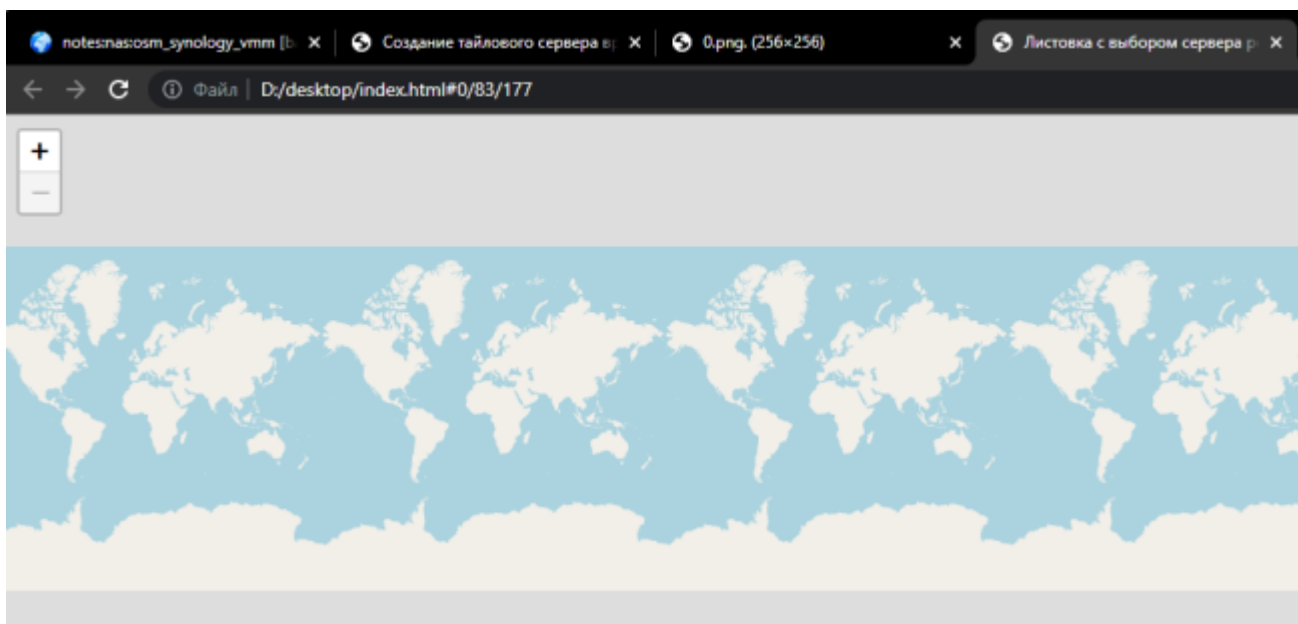 notes:nas:osm_synology_vmm [b
Создание тайлового сервера
0.png. (256×256)
Листовка с выбором сервера р
Файл
D:/desktop/index.html#0/83/177
+
−